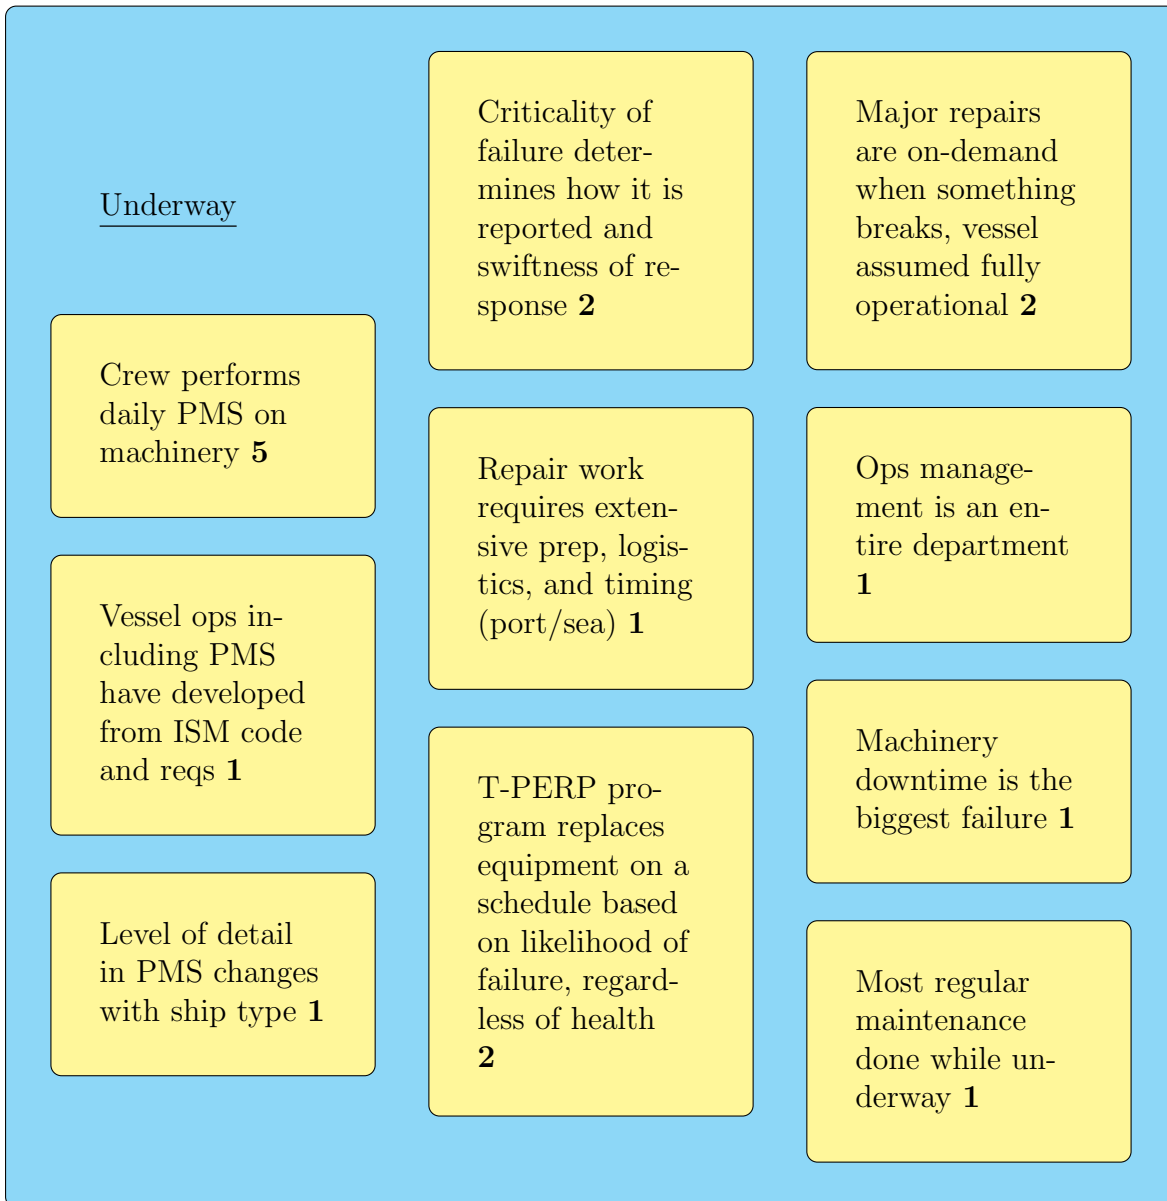 Underway
Crew performs
daily PMS on
machinery 5
Vessel ops in-
cluding PMS
have developed
from ISM code
and reqs 1
Level of detail
in PMS changes
with ship type 1
Criticality of
failure deter-
mines how it is
reported and
swiftness of re-
sponse 2
Repair work
requires exten-
sive prep, logis-
tics, and timing
(port/sea) 1
T-PERP pro-
gram replaces
equipment on a
schedule based
on likelihood of
failure, regard-
less of health
2
Major repairs
are on-demand
when something
breaks, vessel
assumed fully
operational 2
Ops manage-
ment is an en-
tire department
1
Machinery
downtime is the
biggest failure 1
Most regular
maintenance
done while un-
derway 1